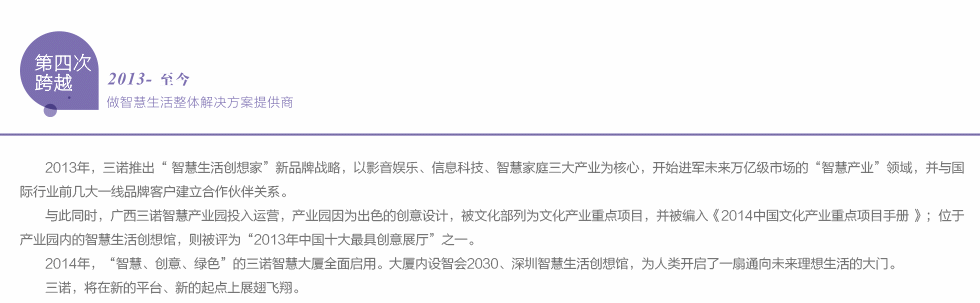 第四次
跨越
2013- 至今
做智慧生活整体解决方案提供商
2013年，三诺推出“ 智慧生活创想家”新品牌战略，以影音娱乐、信息科技、智慧家庭三大产业为核心，开始进军未来万亿级市场的“智慧产业”领域，并与国
际行业前几大一线品牌客户建立合作伙伴关系。
与此同时，广西三诺智慧产业园投入运营，产业园因为出色的创意设计，被文化部列为文化产业重点项目，并被编入《2014中国文化产业重点项目手册 》；位于
产业园内的智慧生活创想馆，则被评为“2013年中国十大最具创意展厅”之一。
2014年，“智慧、创意、绿色”的三诺智慧大厦全面启用。大厦内设智会2030、深圳智慧生活创想馆，为人类开启了一扇通向未来理想生活的大门。
三诺，将在新的平台、新的起点上展翅飞翔。